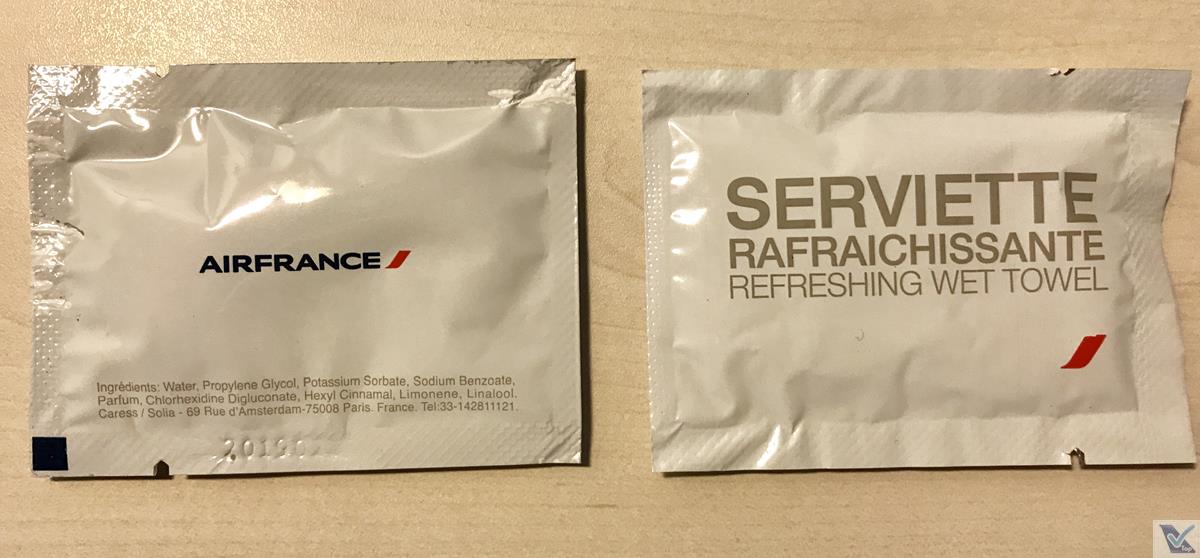 AIRFRANCE
Ingrédients: Water, Propylene Glycol, Potassium Sorbate, Sodium Benzoate,
Parfum, Chlorhexidine Digluconate, Hexyl Cinnamal, Limonene, Linalool.
Caress / Solia - 69 Rue d'Amsterdam-75008 Paris. France. Tel:33-142811121.
SERVIETTE
RAFRAICHISSANTE
REFRESHING WET TOWEL